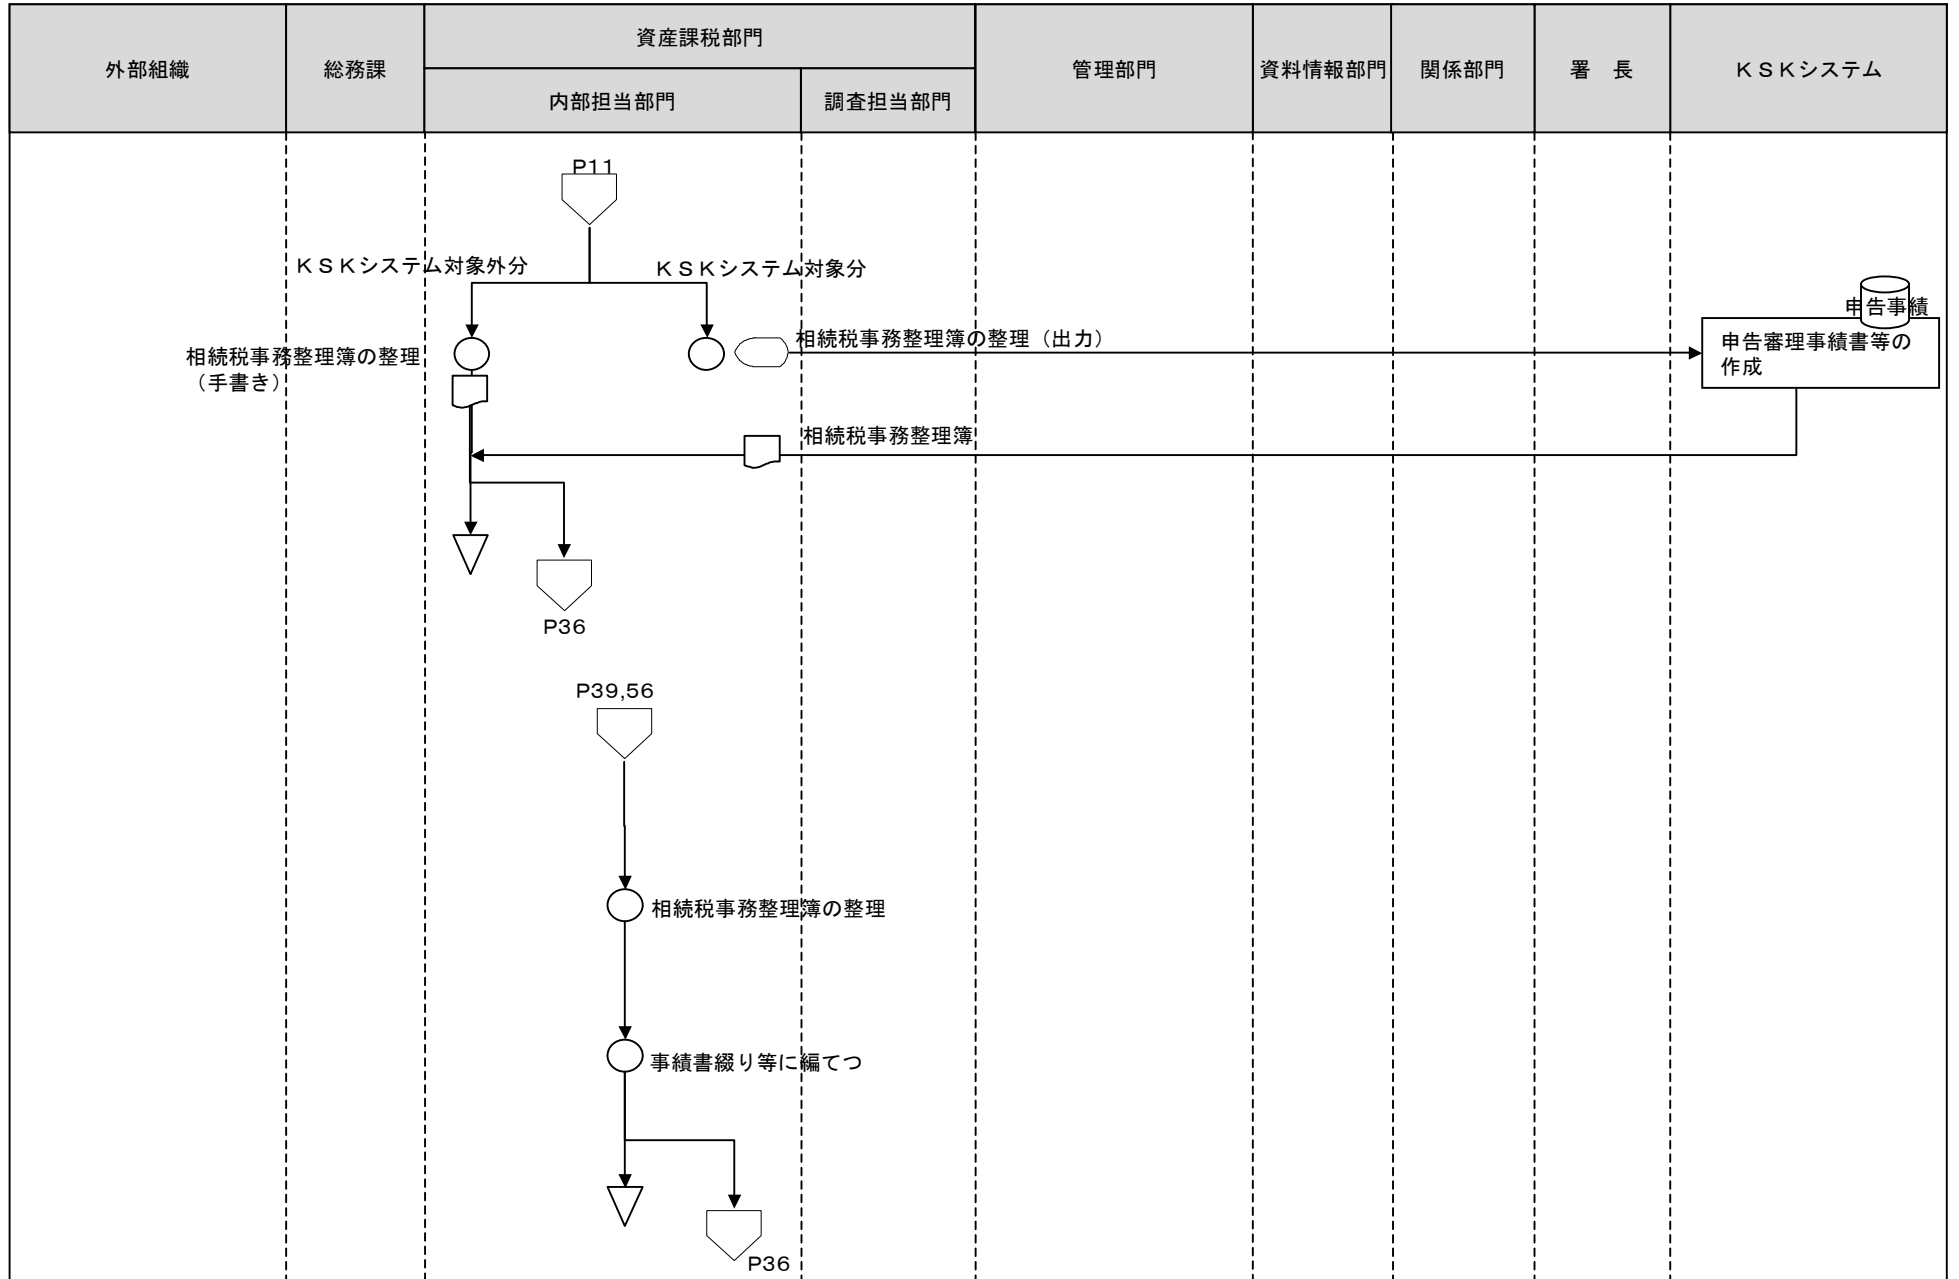 外部組織
総務課
資産課税部門
内部担当部門
調査担当部門
管理部門
資料情報部門
関係部門
署　長
ＫＳＫシステム
P11
ＫＳＫシステム対象外分
ＫＳＫシステム対象分
申告事績
相続税事務整理簿の整理（出力）
申告審理事績書等の
作成
相続税事務整理簿の整理
（手書き）
相続税事務整理簿
P36
P39,56
相続税事務整理簿の整理
事績書綴り等に編てつ
P36